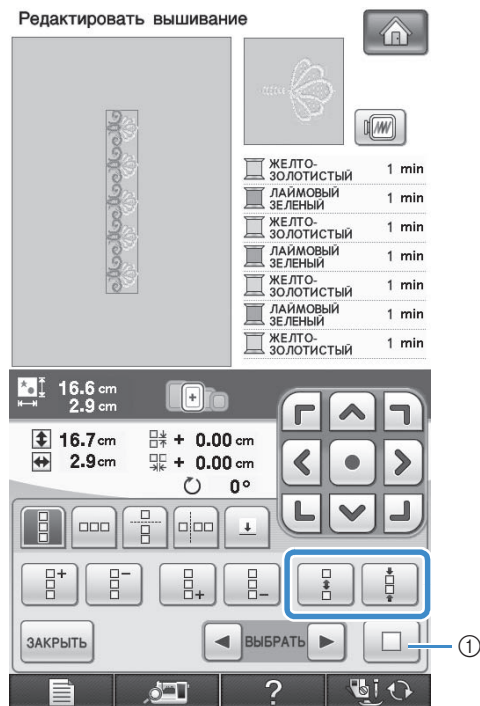 Редактировать вышивание
ЖЕЛТО-
ЗОЛОТИСТЫЙ 1 min
ЛАЙМОВЫЙ
ЗЕЛЕНЫЙ 1 min
ЖЕЛТО-
ЗОЛОТИСТЫЙ 1 min
ЛАЙМОВЫЙ
ЗЕЛЕНЫЙ 1 min
ЖЕЛТО-
ЗОЛОТИСТЫЙ 1 min
ЛАЙМОВЫЙ
ЗЕЛЕНЫЙ 1 min
ЖЕЛТО-
ЗОЛОТИСТЫЙ 1 min
16.6 cm
2.9 cm
16.7 cm + 0.00 cm
2.9 cm + 0.00 cm
0°
ЗАКРЫТЬ ВЫБРАТЬ
①
?